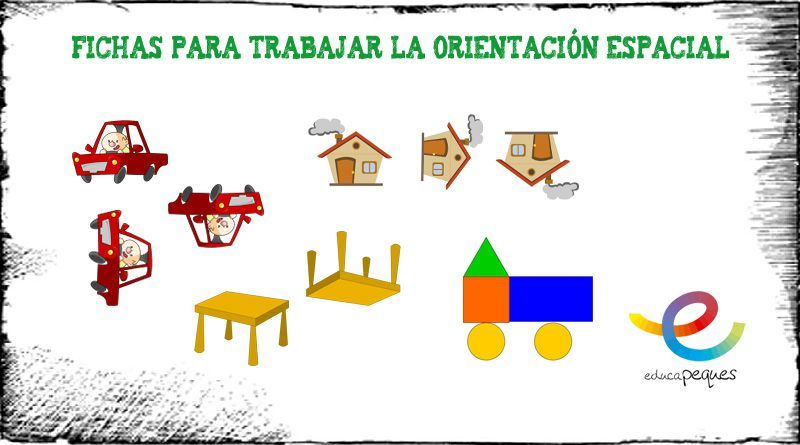 FICHAS PARA TRABAJAR LA ORIENTACIÓN ESPACIAL
educapeques